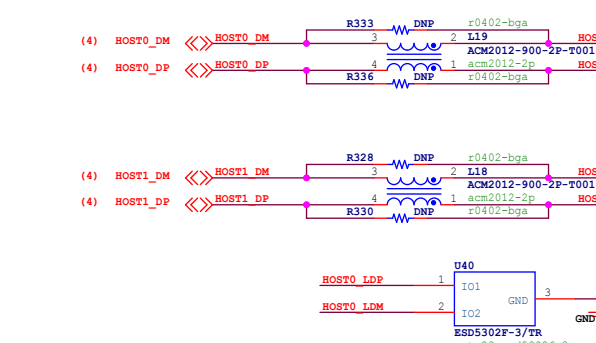 R333 DNP r0402-bga
(4) HOST0_DM HOST0_DM 3 2 L19 HOS
ACM2012-900-2P-T001
(4) HOST0_DP HOST0_DP 4 1 acm2012-2p HOS
R336 DNP r0402-bga
R328 DNP r0402-bga
(4) HOST1_DM HOST1_DM 3 2 L18 HOS
ACM2012-900-2P-T001
(4) HOST1_DP HOST1_DP 4 1 acm2012-2p HOS
R330 DNP r0402-bga
U40
HOST0_LDP 1 IO1
GND 3
HOST0_LDM 2 IO2
GND
ESD5302F-3/TR